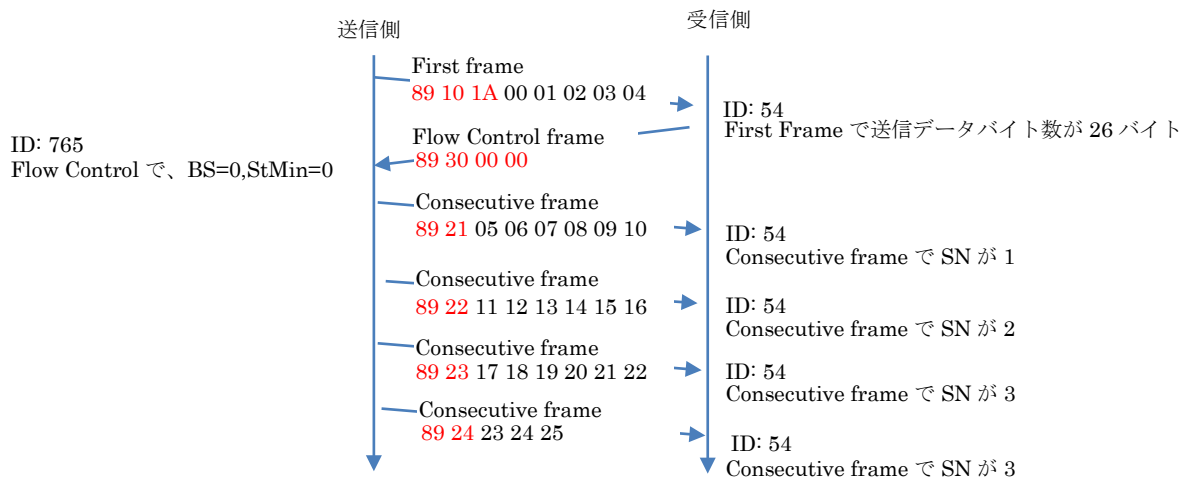 送信側
受信側
First frame
89 10 1A 00 01 02 03 04
ID: 54
First Frame で送信データバイト数が 26 バイト
Flow Control frame
89 30 00 00
ID: 765
Flow Control で、BS=0,StMin=0
Consecutive frame
89 21 05 06 07 08 09 10
ID: 54
Consecutive frame で SN が 1
Consecutive frame
89 22 11 12 13 14 15 16
ID: 54
Consecutive frame で SN が 2
Consecutive frame
89 23 17 18 19 20 21 22
ID: 54
Consecutive frame で SN が 3
Consecutive frame
89 24 23 24 25
ID: 54
Consecutive frame で SN が 3